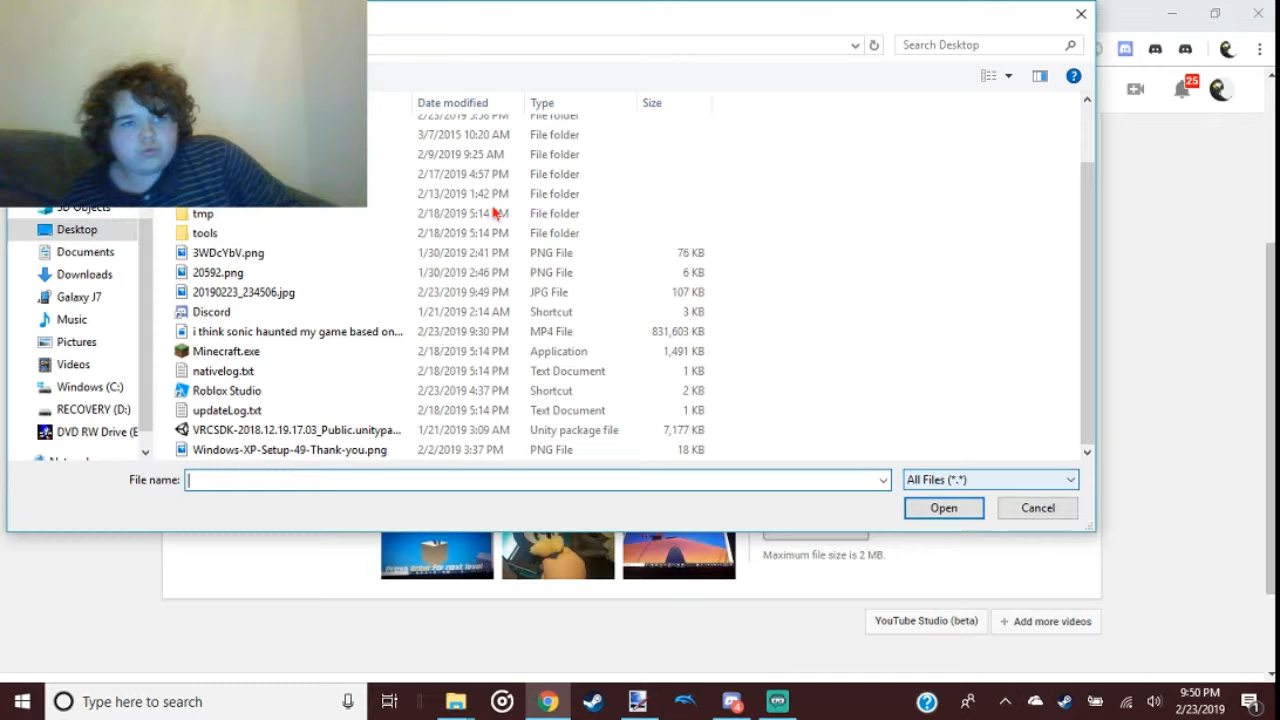 Search Desktop
25
Date modified Type Size
2/23/2019 5:58 PM File folder
3/7/2015 10:20 AM File folder
2/9/2019 9:25 AM File folder
2/17/2019 4:57 PM File folder
2/13/2019 1:42 PM File folder
tmp 2/18/2019 5:14 PM File folder
tools 2/18/2019 5:14 PM File folder
3WDcYbV.png 1/30/2019 2:41 PM PNG File 76 KB
20592.png 1/30/2019 2:46 PM PNG File 6 KB
20190223_234506.jpg 2/23/2019 9:49 PM JPG File 107 KB
Discord 1/21/2019 2:14 AM Shortcut 3 KB
i think sonic haunted my game based on... 2/23/2019 9:30 PM MP4 File 831,603 KB
Minecraft.exe 2/18/2019 5:14 PM Application 1,491 KB
nativelog.txt 2/18/2019 5:14 PM Text Document 1 KB
Roblox Studio 2/23/2019 4:37 PM Shortcut 2 KB
updateLog.txt 2/18/2019 5:14 PM Text Document 1 KB
VRCSDK-2018.12.19.17.03_Public.unitypa... 1/21/2019 3:09 AM Unity package file 7,177 KB
Windows-XP-Setup-49-Thank-you.png 2/2/2019 3:37 PM PNG File 18 KB
3D Objects
Desktop
Documents
Downloads
Galaxy J7
Music
Pictures
Videos
Windows (C:)
RECOVERY (D:)
DVD RW Drive (E
File name: All Files (*.*)
Open Cancel
Press Enter for next level
Maximum file size is 2 MB.
YouTube Studio (beta) + Add more videos
Type here to search
4
9:50 PM
2/23/2019
1